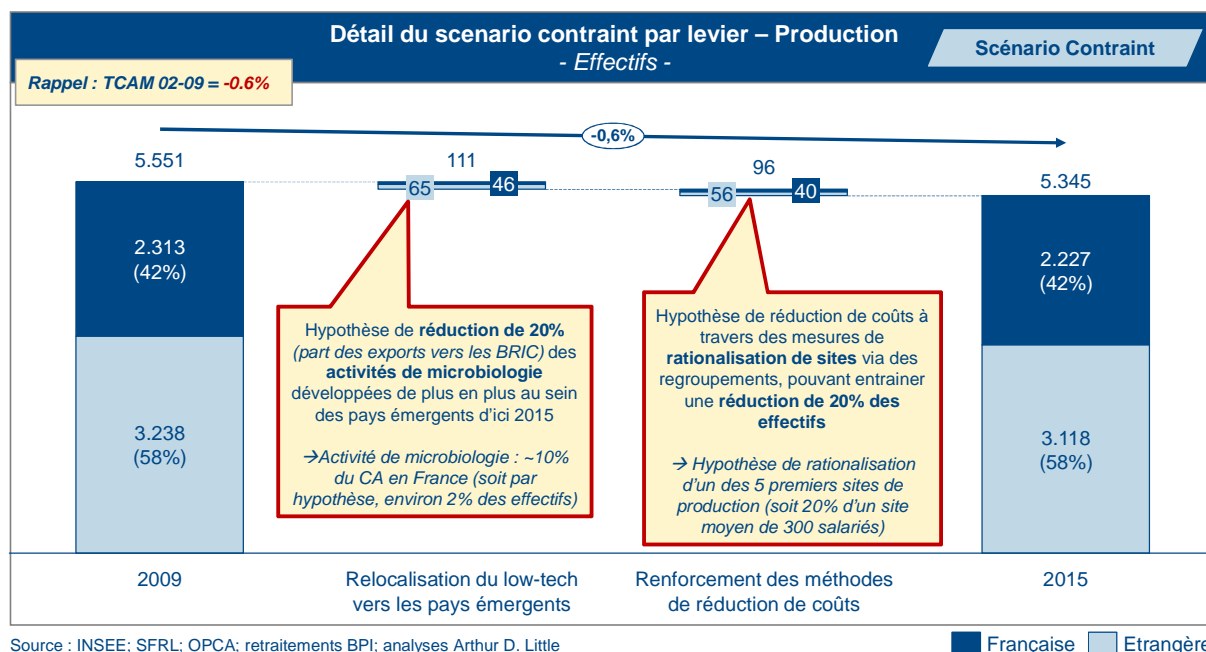 Détail du scenario contraint par levier – Production
- Effectifs -
Scénario Contraint
Rappel : TCAM 02-09 = -0.6%
-0,6%
5.551
111
96
5.345
65
46
56
40
2.313
(42%)
2.227
(42%)
Hypothèse de réduction de 20%
(part des exports vers les BRIC) des
activités de microbiologie
développées de plus en plus au sein
des pays émergents d’ici 2015
→Activité de microbiologie : ~10%
du CA en France (soit par
hypothèse, environ 2% des effectifs)
Hypothèse de réduction de coûts à
travers des mesures de
rationalisation de sites via des
regroupements, pouvant entrainer
une réduction de 20% des
effectifs
→ Hypothèse de rationalisation
d’un des 5 premiers sites de
production (soit 20% d’un site
moyen de 300 salariés)
3.238
(58%)
3.118
(58%)
2009
Relocalisation du low-tech
vers les pays émergents
Renforcement des méthodes
de réduction de coûts
2015
Source : INSEE; SFRL; OPCA; retraitements BPI; analyses Arthur D. Little
Française
Etrangère